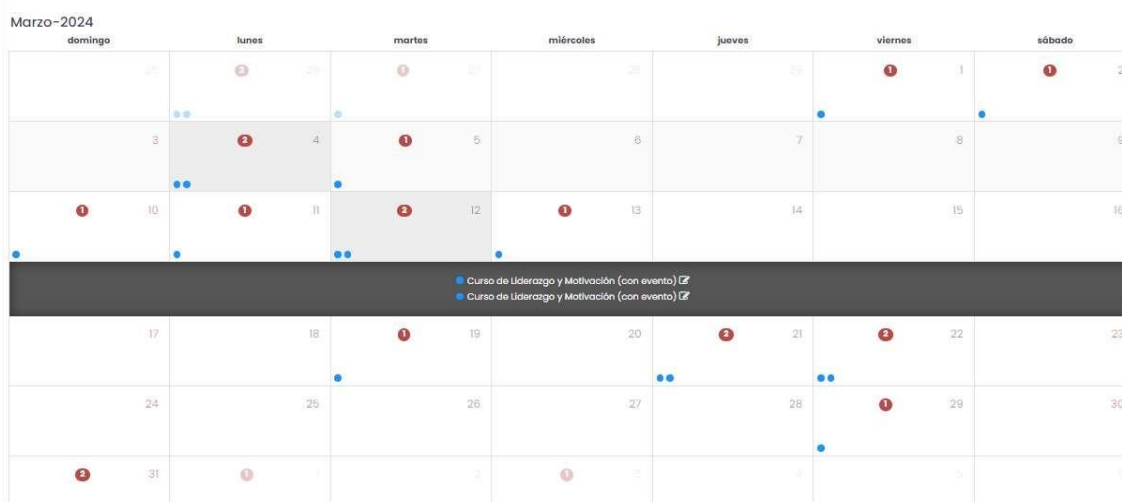 Marzo-2024
domingo lunes martes miércoles jueves viernes sábado
25 2 26 1 27 28 29 1 1 1 2
3 2 4 1 5 6 7 8 9
1 10 1 11 2 12 1 13 14 15 16
Curso de Liderazgo y Motivación (con evento)
Curso de Liderazgo y Motivación (con evento)
17 18 1 19 20 2 21 2 22 23
24 25 26 27 28 1 29 30
2 31 1 1 2 1 3 4 5